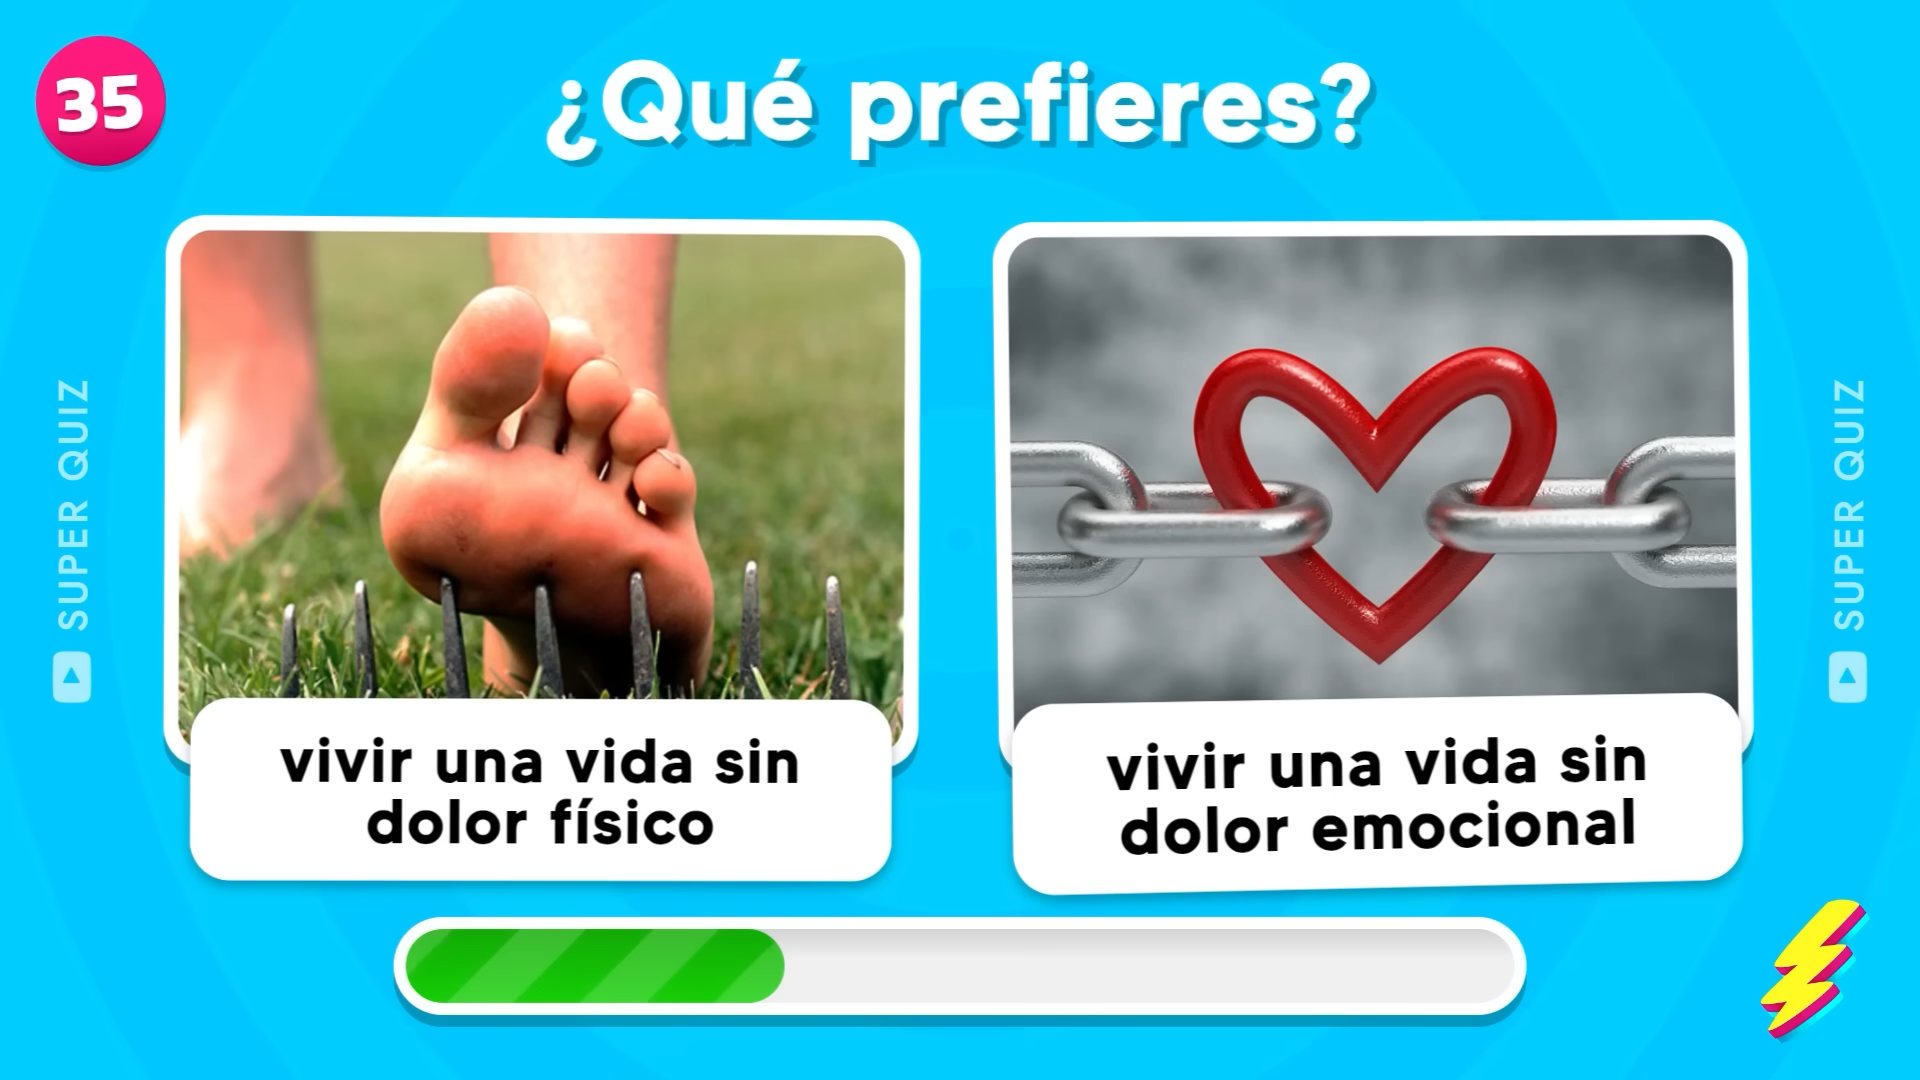 35
¿Qué prefieres?
SUPER QUIZ
vivir una vida sin
dolor físico
vivir una vida sin
dolor emocional
SUPER QUIZ